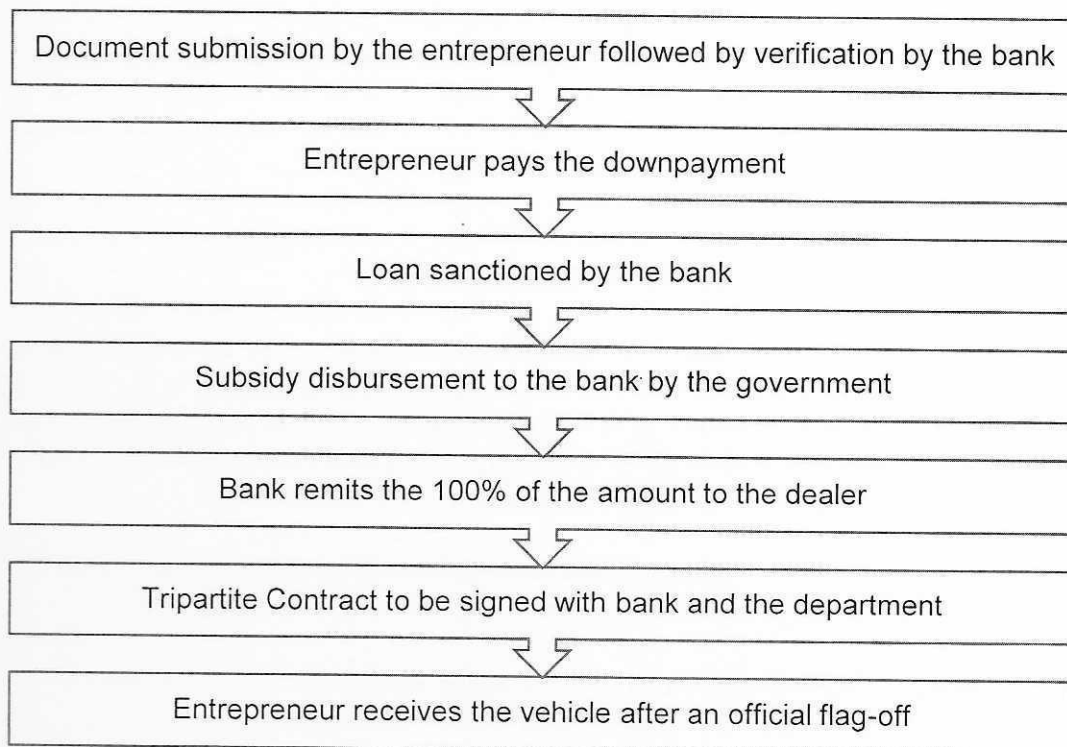 Document submission by the entrepreneur followed by verification by the bank
Entrepreneur pays the downpayment
Loan sanctioned by the bank
Subsidy disbursement to the bank by the government
Bank remits the 100% of the amount to the dealer
Tripartite Contract to be signed with bank and the department
Entrepreneur receives the vehicle after an official flag-off